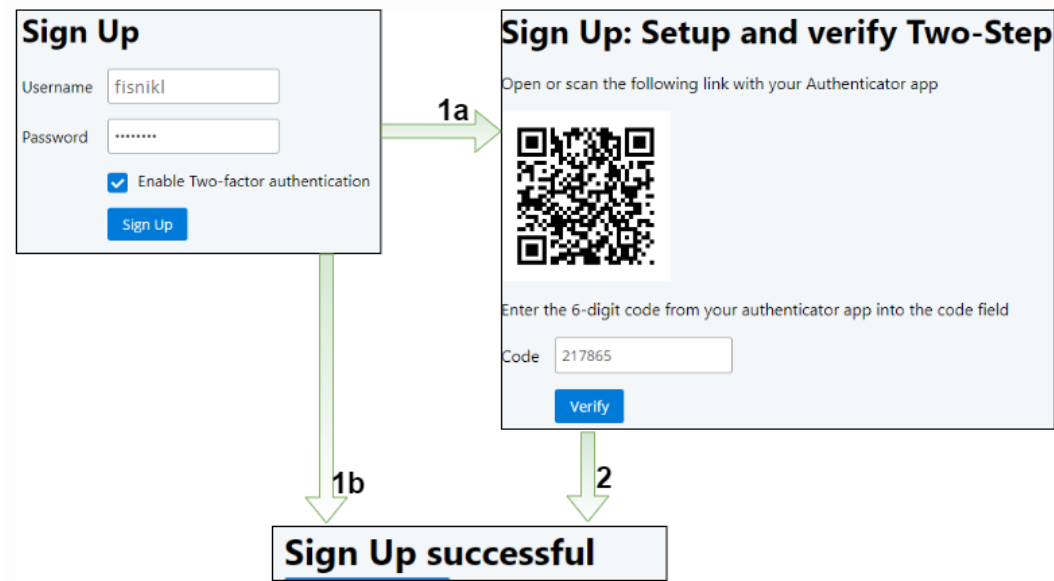 Sign Up
Username fisnikl
Password ••••••••
Enable Two-factor authentication
Sign Up
1a
1b
Sign Up: Setup and verify Two-Step
Open or scan the following link with your Authenticator app
Enter the 6-digit code from your authenticator app into the code field
Code 217865
Verify
2
Sign Up successful